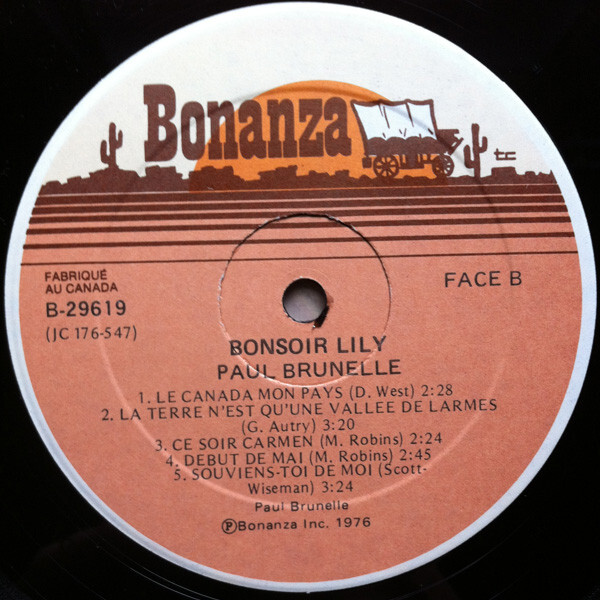 Bonanza
tc
FABRIQUÉ
AU CANADA
B-29619
(JC 176-547)
FACE B
BONSOIR LILY
PAUL BRUNELLE
1. LE CANADA MON PAYS (D. West) 2:28
2. LA TERRE N'EST QU'UNE VALLEE DE LARMES
(G. Autry) 3:20
3. CE SOIR CARMEN (M. Robins) 2:24
4. DEBUT DE MAI (M. Robins) 2:45
5. SOUVIENS-TOI DE MOI (Scott-
Wiseman) 3:24
Paul Brunelle
ⓅBonanza Inc. 1976